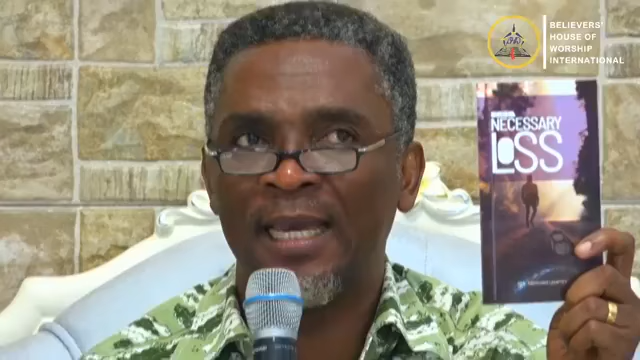 BELIEVERS'
HOUSE OF
WORSHIP
INTERNATIONAL
NECESSARY
LOSS